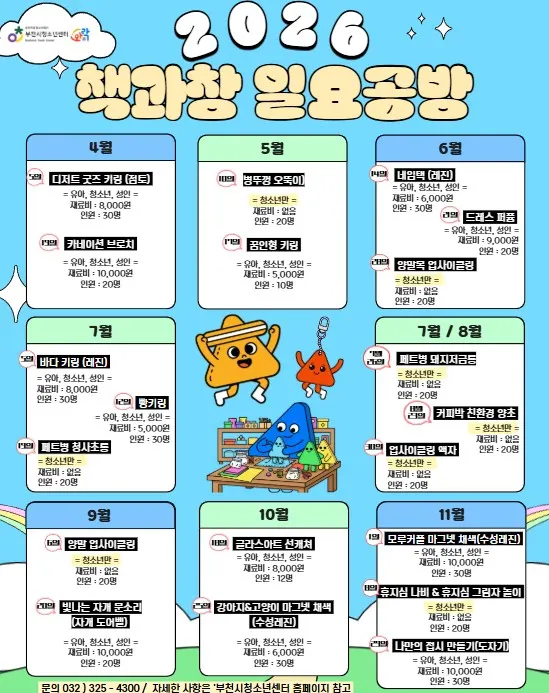 부천시청소년센터
2026
책과창 일요공방
4월
디저트 굿즈 키링 (점토)
= 유아, 청소년, 성인 =
재료비 : 8,000원
인원 : 30명
19일
카네이션 브로치
= 유아, 청소년, 성인 =
재료비 : 10,000원
인원 : 20명
5월
10일
병뚜껑 오뚝이
= 청소년만 =
재료비 : 없음
인원 : 20명
17일
꿈인형 키링
= 유아, 청소년, 성인 =
재료비 : 5,000원
인원 : 10명
6월
14일
네임택 (레진)
= 유아, 청소년, 성인 =
재료비 : 6,000원
인원 : 30명
21일
드레스 퍼퓸
= 유아, 청소년, 성인 =
재료비 : 9,000원
인원 : 20명
28일
양말목 업사이클링
= 청소년만 =
재료비 : 없음
인원 : 20명
7월
5일
바다 키링 (레진)
= 유아, 청소년, 성인 =
재료비 : 8,000원
인원 : 30명
12일
빵키링
= 유아, 청소년, 성인 =
재료비 : 5,000원
인원 : 30명
19일
페트병 청사초롱
= 청소년만 =
재료비 : 없음
인원 : 20명
7월 / 8월
7월
26일
페트병 돼지저금통
= 청소년만 =
재료비 : 없음
인원 : 20명
8월
23일
커피박 친환경 양초
= 청소년만 =
재료비 : 없음
인원 : 20명
30일
업사이클링 액자
= 청소년만 =
재료비 : 없음
인원 : 20명
9월
6일
양말 업사이클링
= 청소년만 =
재료비 : 없음
인원 : 20명
20일
빛나는 자개 문소리
(자개 도어벨)
= 유아, 청소년, 성인 =
재료비 : 10,000원
인원 : 20명
10월
18일
글라스아트 선캐쳐
= 유아, 청소년, 성인 =
재료비 : 8,000원
인원 : 12명
25일
강아지&고양이 마그넷 채색
(수성레진)
= 유아, 청소년, 성인 =
재료비 : 6,000원
인원 : 30명
11월
1일
모루커플 마그넷 채색(수성레진)
= 유아, 청소년, 성인 =
재료비 : 10,000원
인원 : 30명
8일
휴지심 나비 & 휴지심 그림자 놀이
= 청소년만 =
재료비 : 없음
인원 : 20명
29일
나만의 접시 만들기(도자기)
= 유아, 청소년, 성인 =
재료비 : 10,000원
인원 : 30명
문의 032 ) 325 - 4300 / 자세한 사항은 '부천시청소년센터 홈페이지 참고